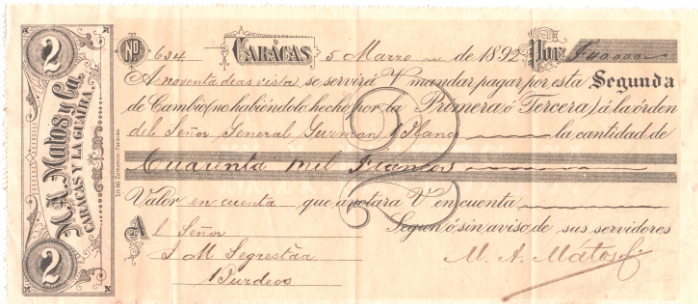 2
M. A. Matos y Ca.
CARACAS Y LA GUAIRA.
2
No 634 CARACAS 5 Marzo de 1892 Por F 40.000
A noventa dias vista se servirá V mandar pagar por esta Segunda
de Cambio (no habiéndolo hecho por la Primera ó Tercera) á la órden
del Señor General Guzman Blanco la cantidad de
Cuarenta mil Francos
Valor en cuenta que anotara V en cuenta
Segun ó sin aviso de sus servidores
Al Señor
J M Segrestáa
Burdeos
M. A. Matos
2